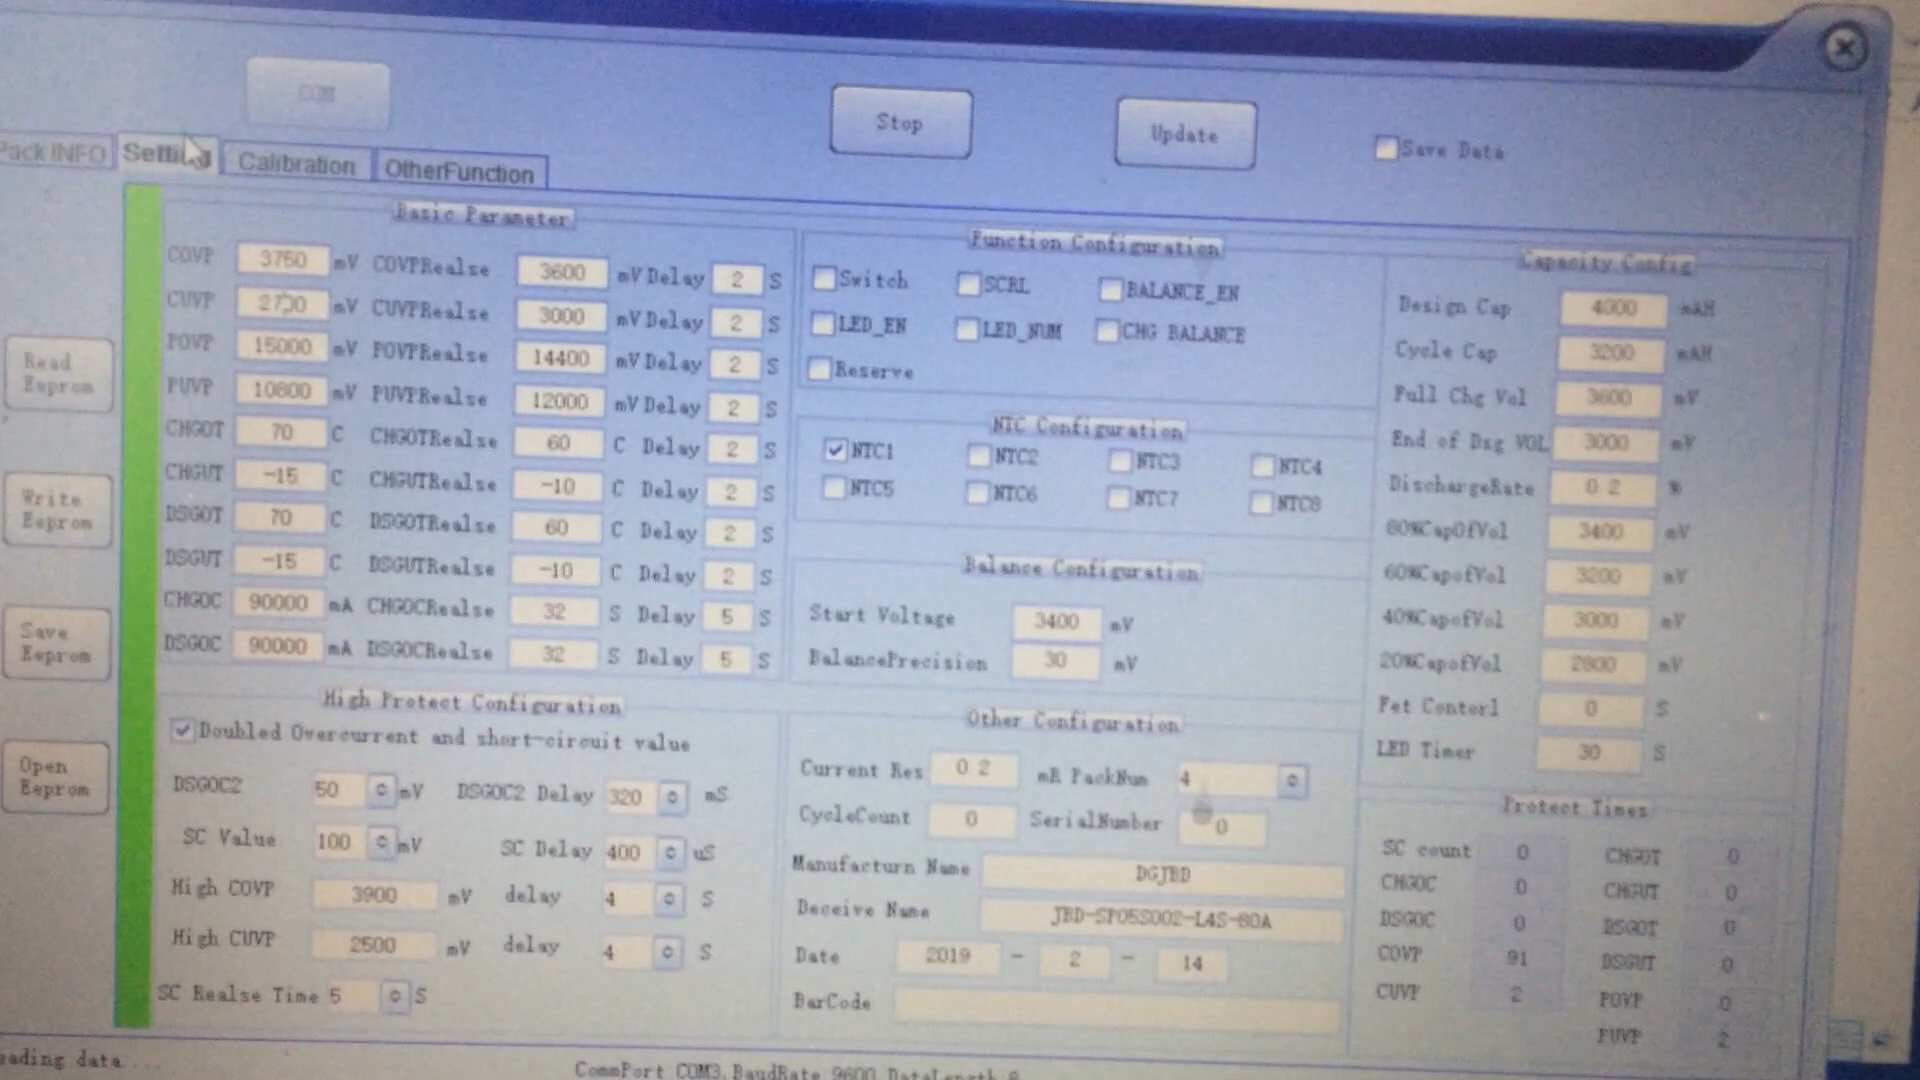 COM
Stop
Update
Save Data
Pack INFO
Setting
Calibration
OtherFunction
Read Eeprom
Write Eeprom
Save Eeprom
Open Eeprom
Basic Parameter
COVP 3750 mV COVPRealse 3600 mV Delay 2 S
CUVP 2700 mV CUVPRealse 3000 mV Delay 2 S
POVP 15000 mV POVPRealse 14400 mV Delay 2 S
PUVP 10800 mV PUVPRealse 12000 mV Delay 2 S
CHGOT 70 C CHGOTRealse 60 C Delay 2 S
CHGUT -15 C CHGUTRealse -10 C Delay 2 S
DSGOT 70 C DSGOTRealse 60 C Delay 2 S
DSGUT -15 C DSGUTRealse -10 C Delay 2 S
CHGOC 90000 mA CHGOCRealse 32 S Delay 5 S
DSGOC 90000 mA DSGOCRealse 32 S Delay 5 S
High Protect Configuration
Doubled Overcurrent and short-circuit value
DSGOC2 50 mV DSGOC2 Delay 320 mS
SC Value 100 mV SC Delay 400 uS
High COVP 3900 mV delay 4 S
High CUVP 2500 mV delay 4 S
SC Realse Time 5 S
Function Configuration
Switch SCRL BALANCE_EN
LED_EN LED_NUM CHG BALANCE
Reserve
NTC Configuration
NTC1 NTC2 NTC3 NTC4
NTC5 NTC6 NTC7 NTC8
Balance Configuration
Start Voltage 3400 mV
BalancePrecision 30 mV
Other Configuration
Current Res 0.2 mR PackNum 4
CycleCount 0 SerialNumber 0
Manufacturn Name DGJBD
Deceive Name JBD-SP05S002-L4S-80A
Date 2019 - 2 - 14
BarCode
Capacity Config
Design Cap 4000 mAH
Cycle Cap 3200 mAH
Full Chg Vol 3600 mV
End of Dsg VOL 3000 mV
DischargeRate 0.2 %
80%CapOfVol 3400 mV
60%CapofVol 3200 mV
40%CapofVol 3000 mV
20%CapofVol 2800 mV
Fet Contorl 0 S
LED Timer 30 S
Protect Times
SC count 0 CHGOT 0
CHGOC 0 CHGUT 0
DSGOC 0 DSGOT 0
COVP 91 DSGUT 0
CUVP 2 POVP 0
PUVP 2
eading data...
CommPort COM3,BaudRate 9600,DataLength 8